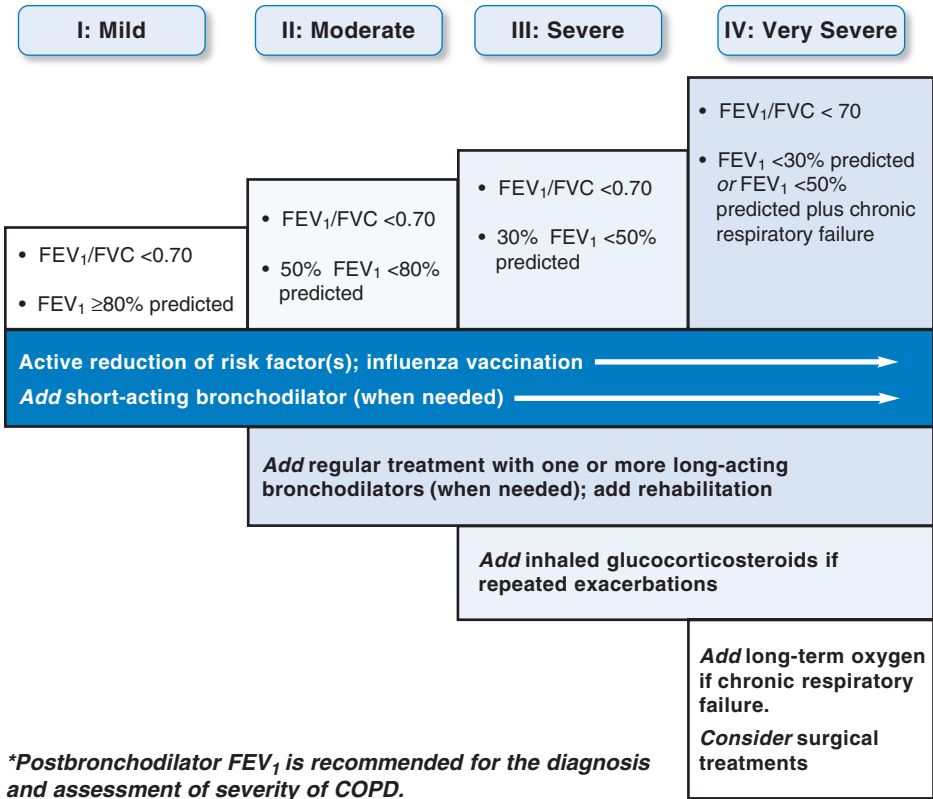 I: Mild
II: Moderate
III: Severe
IV: Very Severe
• FEV₁/FVC <0.70
• FEV₁ ≥80% predicted
• FEV₁/FVC <0.70
• 50% FEV₁ <80%
predicted
• FEV₁/FVC <0.70
• 30% FEV₁ <50%
predicted
• FEV₁/FVC < 70
• FEV₁ <30% predicted
or FEV₁ <50%
predicted plus chronic
respiratory failure
Active reduction of risk factor(s); influenza vaccination
Add short-acting bronchodilator (when needed)
Add regular treatment with one or more long-acting
bronchodilators (when needed); add rehabilitation
Add inhaled glucocorticosteroids if
repeated exacerbations
Add long-term oxygen
if chronic respiratory
failure.
Consider surgical
treatments
*Postbronchodilator FEV₁ is recommended for the diagnosis
and assessment of severity of COPD.